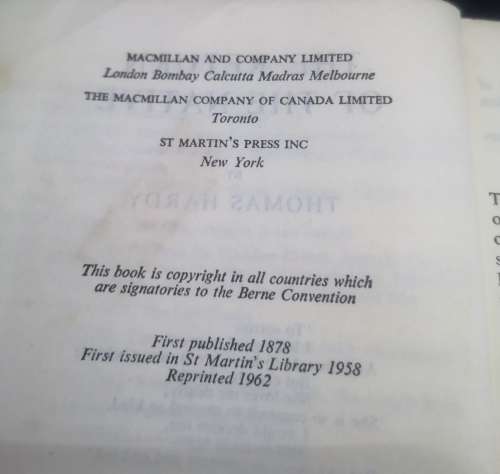 MACMILLAN AND COMPANY LIMITED
London Bombay Calcutta Madras Melbourne
THE MACMILLAN COMPANY OF CANADA LIMITED
Toronto
ST MARTIN'S PRESS INC
New York
This book is copyright in all countries which
are signatories to the Berne Convention
First published 1878
First issued in St Martin's Library 1958
Reprinted 1962